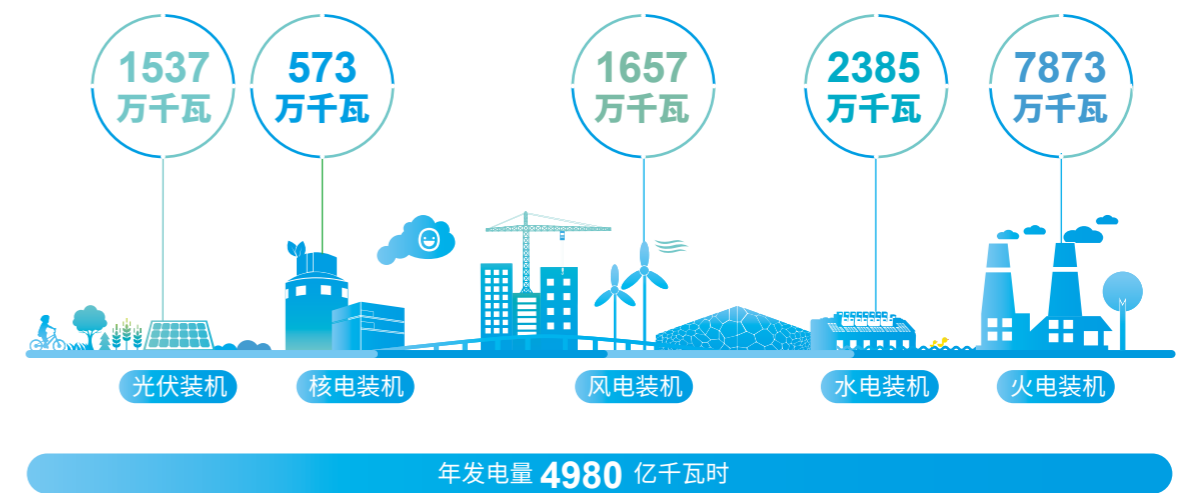 1537
万千瓦
573
万千瓦
1657
万千瓦
2385
万千瓦
7873
万千瓦
光伏装机
核电装机
风电装机
水电装机
火电装机
年发电量 4980 亿千瓦时